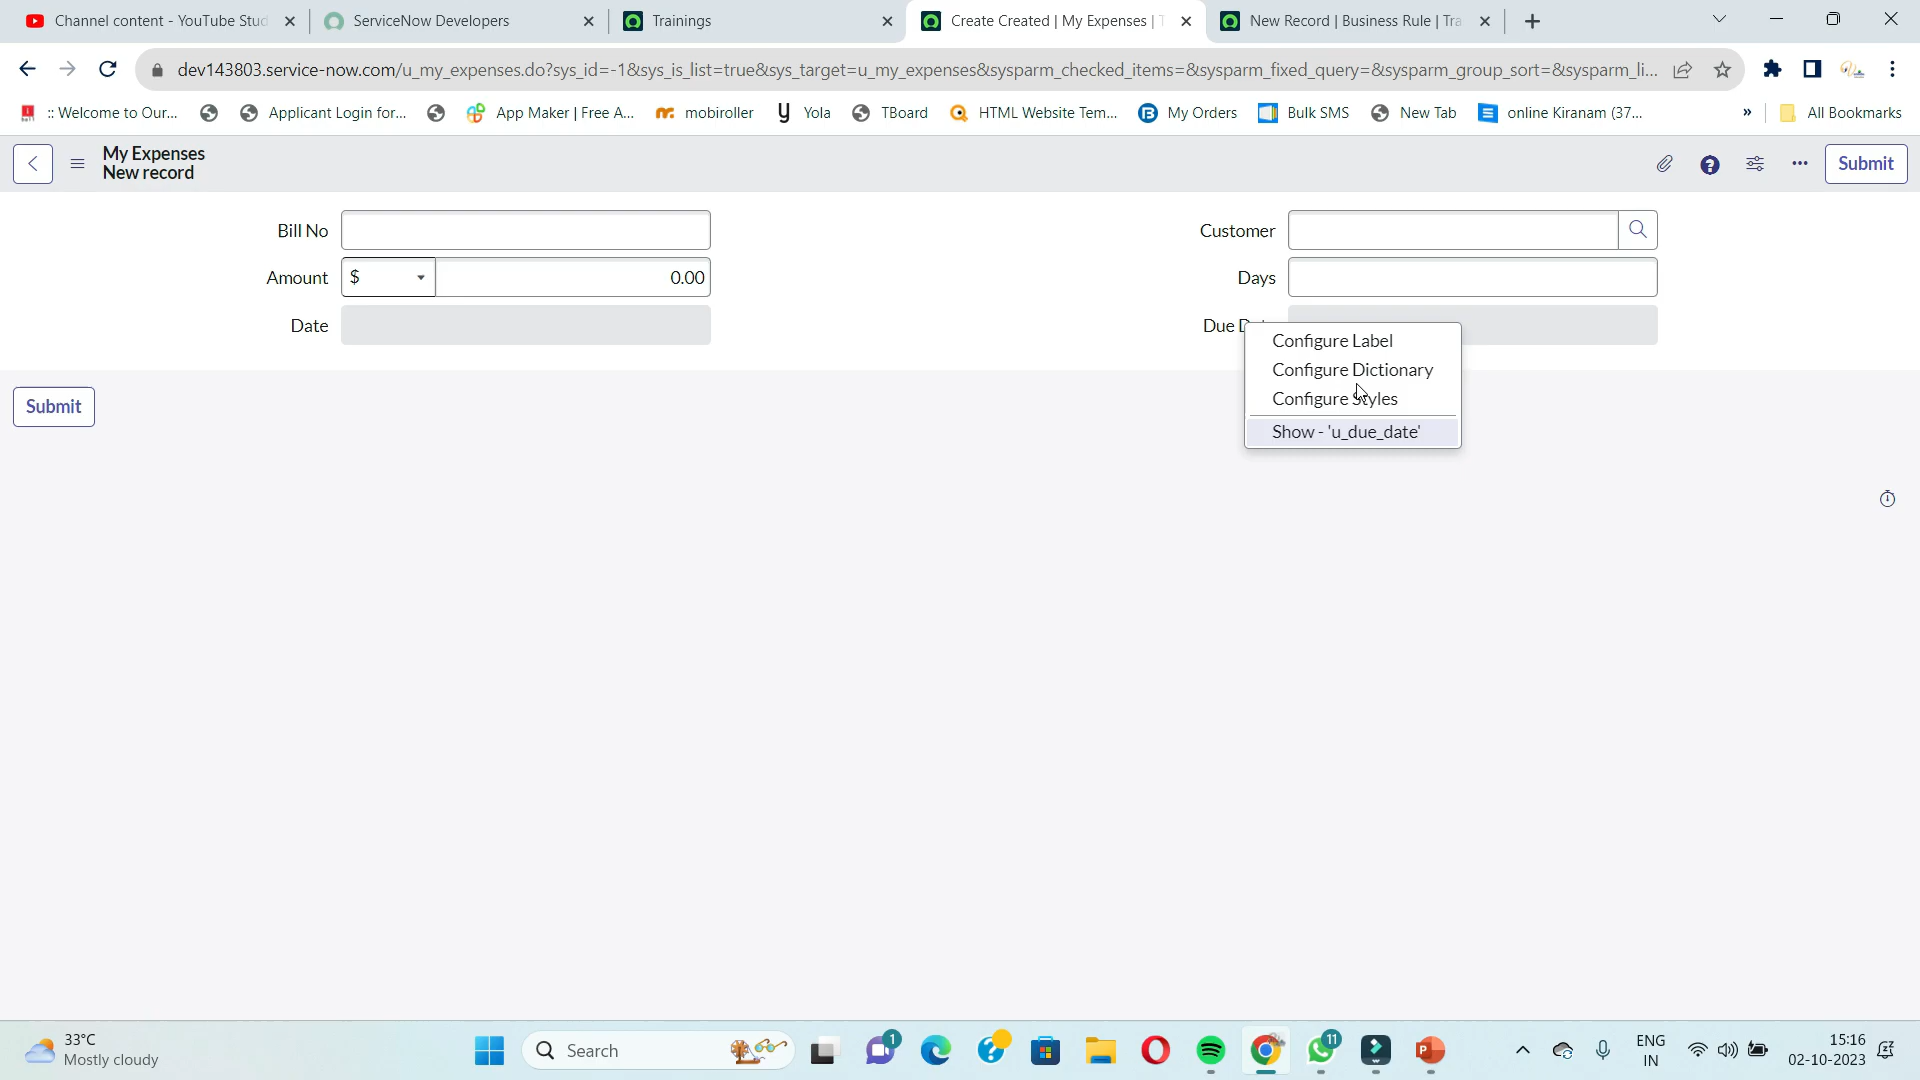 Channel content - YouTube Stud
ServiceNow Developers
Trainings
Create Created | My Expenses | T
New Record | Business Rule | Tra
dev143803.service-now.com/u_my_expenses.do?sys_id=-1&sys_is_list=true&sys_target=u_my_expenses&sysparm_checked_items=&sysparm_fixed_query=&sysparm_group_sort=&sysparm_li...
:: Welcome to Our...
Applicant Login for...
App Maker | Free A...
mobiroller
Yola
TBoard
HTML Website Tem...
My Orders
Bulk SMS
New Tab
online Kiranam (37...
»
All Bookmarks
My Expenses
New record
Submit
Bill No
Customer
Amount $ 0.00
Days
Date
Due
Configure Label
Configure Dictionary
Configure Styles
Show - 'u_due_date'
Submit
33°C
Mostly cloudy
Search
1
11
ENG
IN
15:16
02-10-2023